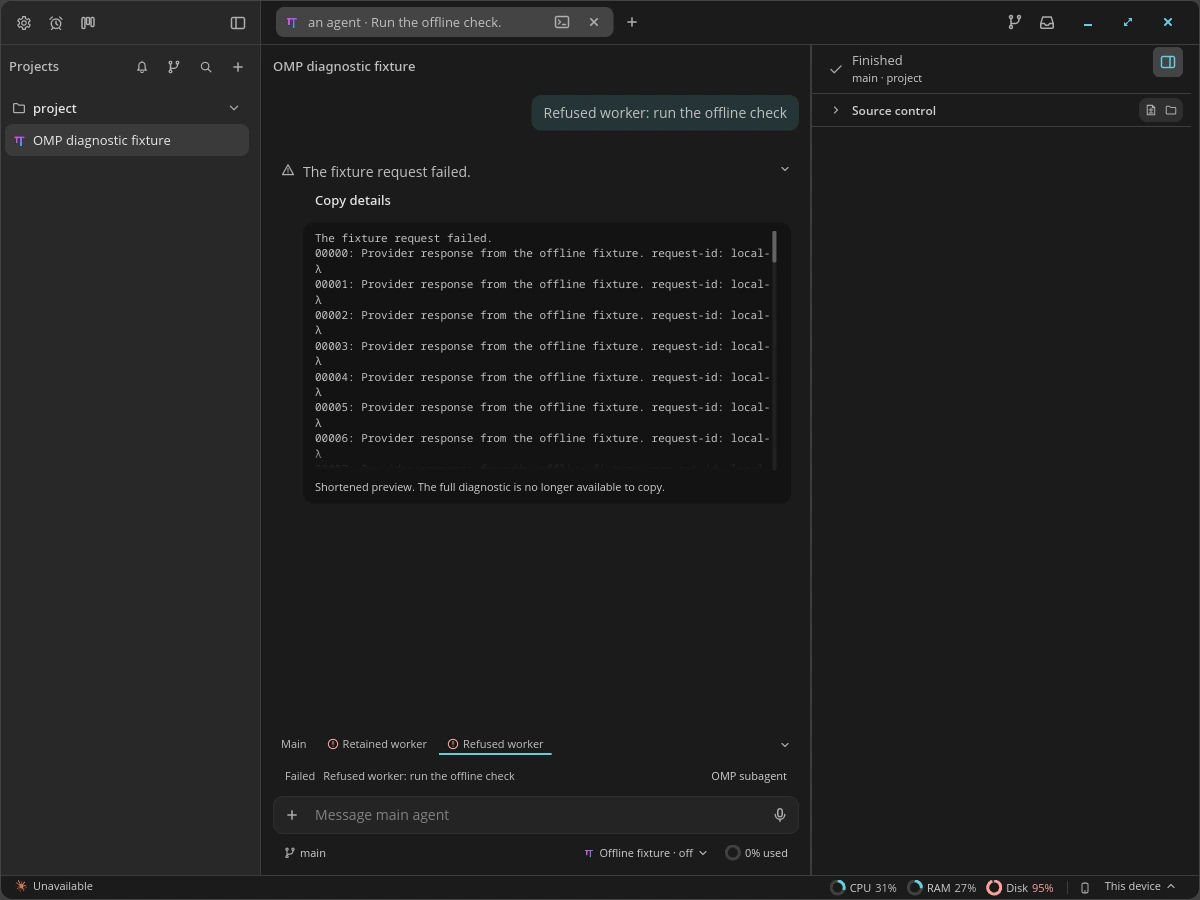 an agent · Run the offline check.
Projects
project
OMP diagnostic fixture
OMP diagnostic fixture
Refused worker: run the offline check
The fixture request failed.
Copy details
The fixture request failed.
00000: Provider response from the offline fixture. request-id: local-
λ
00001: Provider response from the offline fixture. request-id: local-
λ
00002: Provider response from the offline fixture. request-id: local-
λ
00003: Provider response from the offline fixture. request-id: local-
λ
00004: Provider response from the offline fixture. request-id: local-
λ
00005: Provider response from the offline fixture. request-id: local-
λ
00006: Provider response from the offline fixture. request-id: local-
λ
Shortened preview. The full diagnostic is no longer available to copy.
Main Retained worker Refused worker
Failed Refused worker: run the offline check OMP subagent
Message main agent
main Offline fixture · off 0% used
Finished
main · project
Source control
Unavailable CPU 31% RAM 27% Disk 95% This device